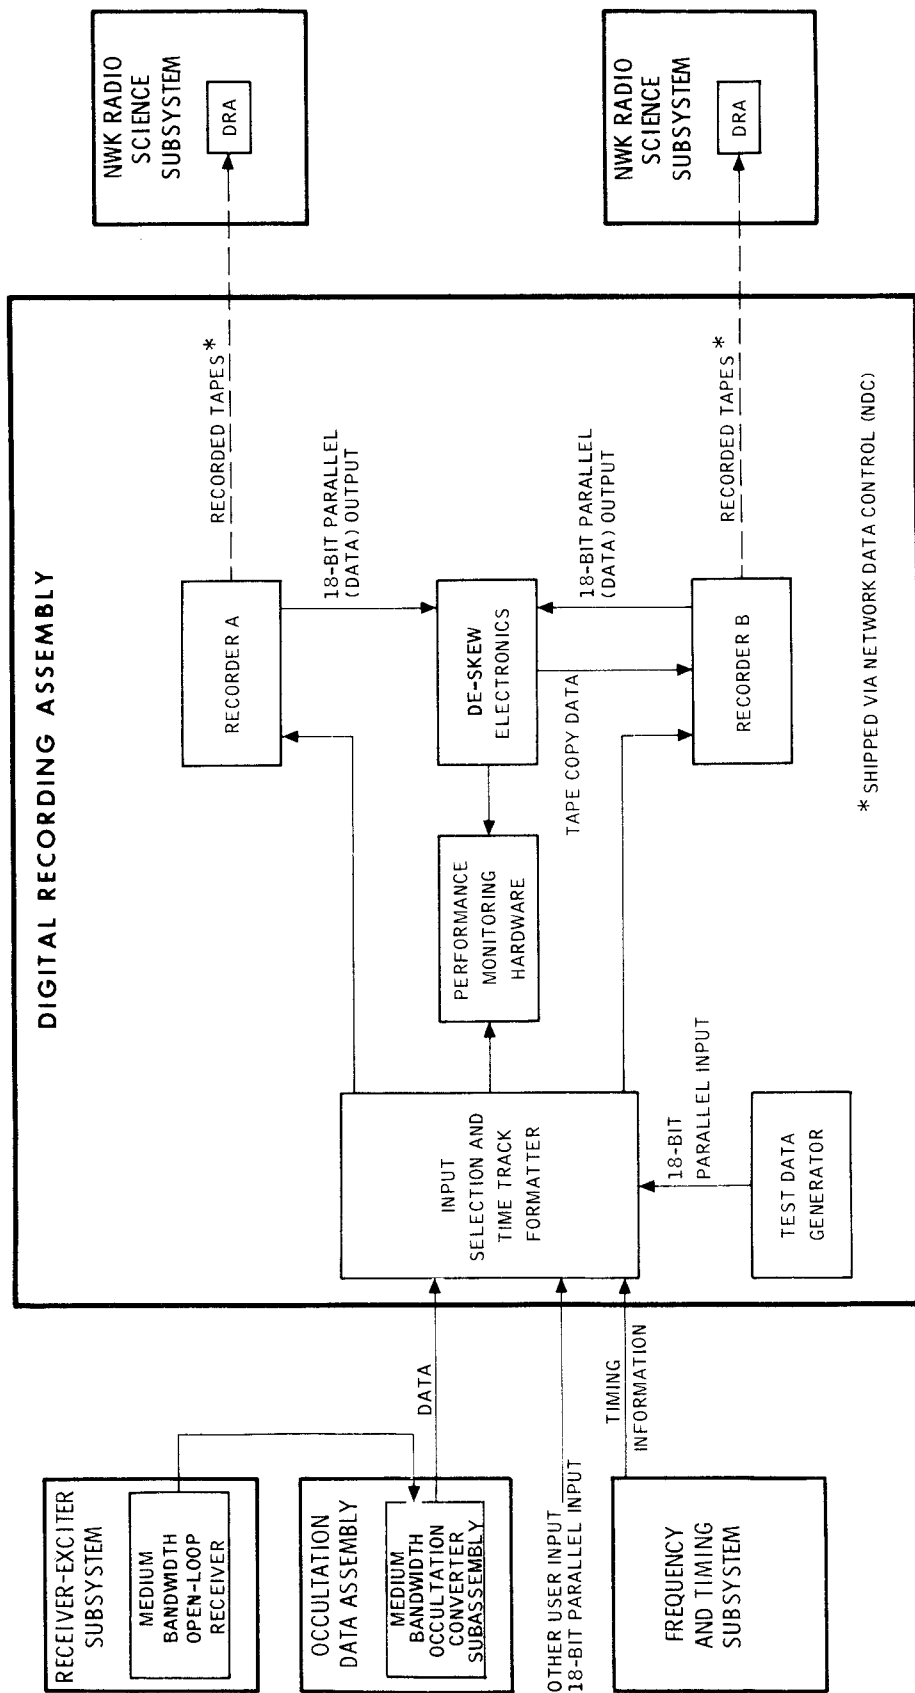 DIGITAL RECORDING ASSEMBLY
RECEIVER-EXCITER
SUBSYSTEM
MEDIUM
BANDWIDTH
OPEN-LOOP
RECEIVER
OCCULTATION
DATA ASSEMBLY
MEDIUM
BANDWIDTH
OCCULTATION
CONVERTER
SUBASSEMBLY
DATA
OTHER USER INPUT
18-BIT PARALLEL INPUT
TIMING
INFORMATION
FREQUENCY
AND TIMING
SUBSYSTEM
INPUT
SELECTION AND
TIME TRACK
FORMATTER
18-BIT
PARALLEL INPUT
TEST DATA
GENERATOR
PERFORMANCE
MONITORING
HARDWARE
RECORDER A
18-BIT PARALLEL
(DATA) OUTPUT
DE-SKEW
ELECTRONICS
TAPE COPY DATA
18-BIT PARALLEL
(DATA) OUTPUT
RECORDER B
RECORDED TAPES*
RECORDED TAPES*
* SHIPPED VIA NETWORK DATA CONTROL (NDC)
NWK RADIO
SCIENCE
SUBSYSTEM
DRA
NWK RADIO
SCIENCE
SUBSYSTEM
DRA